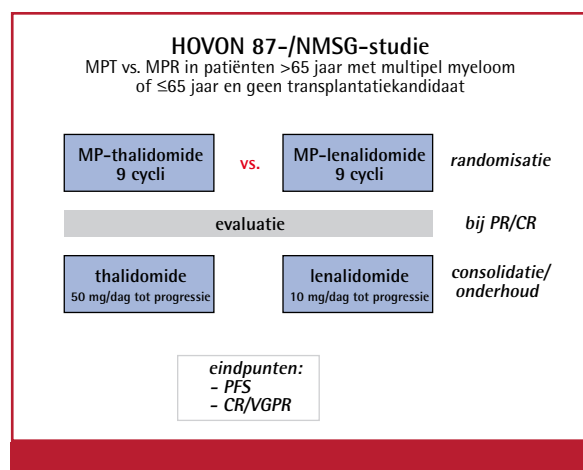 HOVON 87-/NMSG-studie
MPT vs. MPR in patiënten >65 jaar met multipel myeloom
of ≤65 jaar en geen transplantatiekandidaat
MP-thalidomide
9 cycli
vs.
MP-lenalidomide
9 cycli
randomisatie
evaluatie
bij PR/CR
thalidomide
50 mg/dag tot progressie
lenalidomide
10 mg/dag tot progressie
consolidatie/
onderhoud
eindpunten:
- PFS
- CR/VGPR